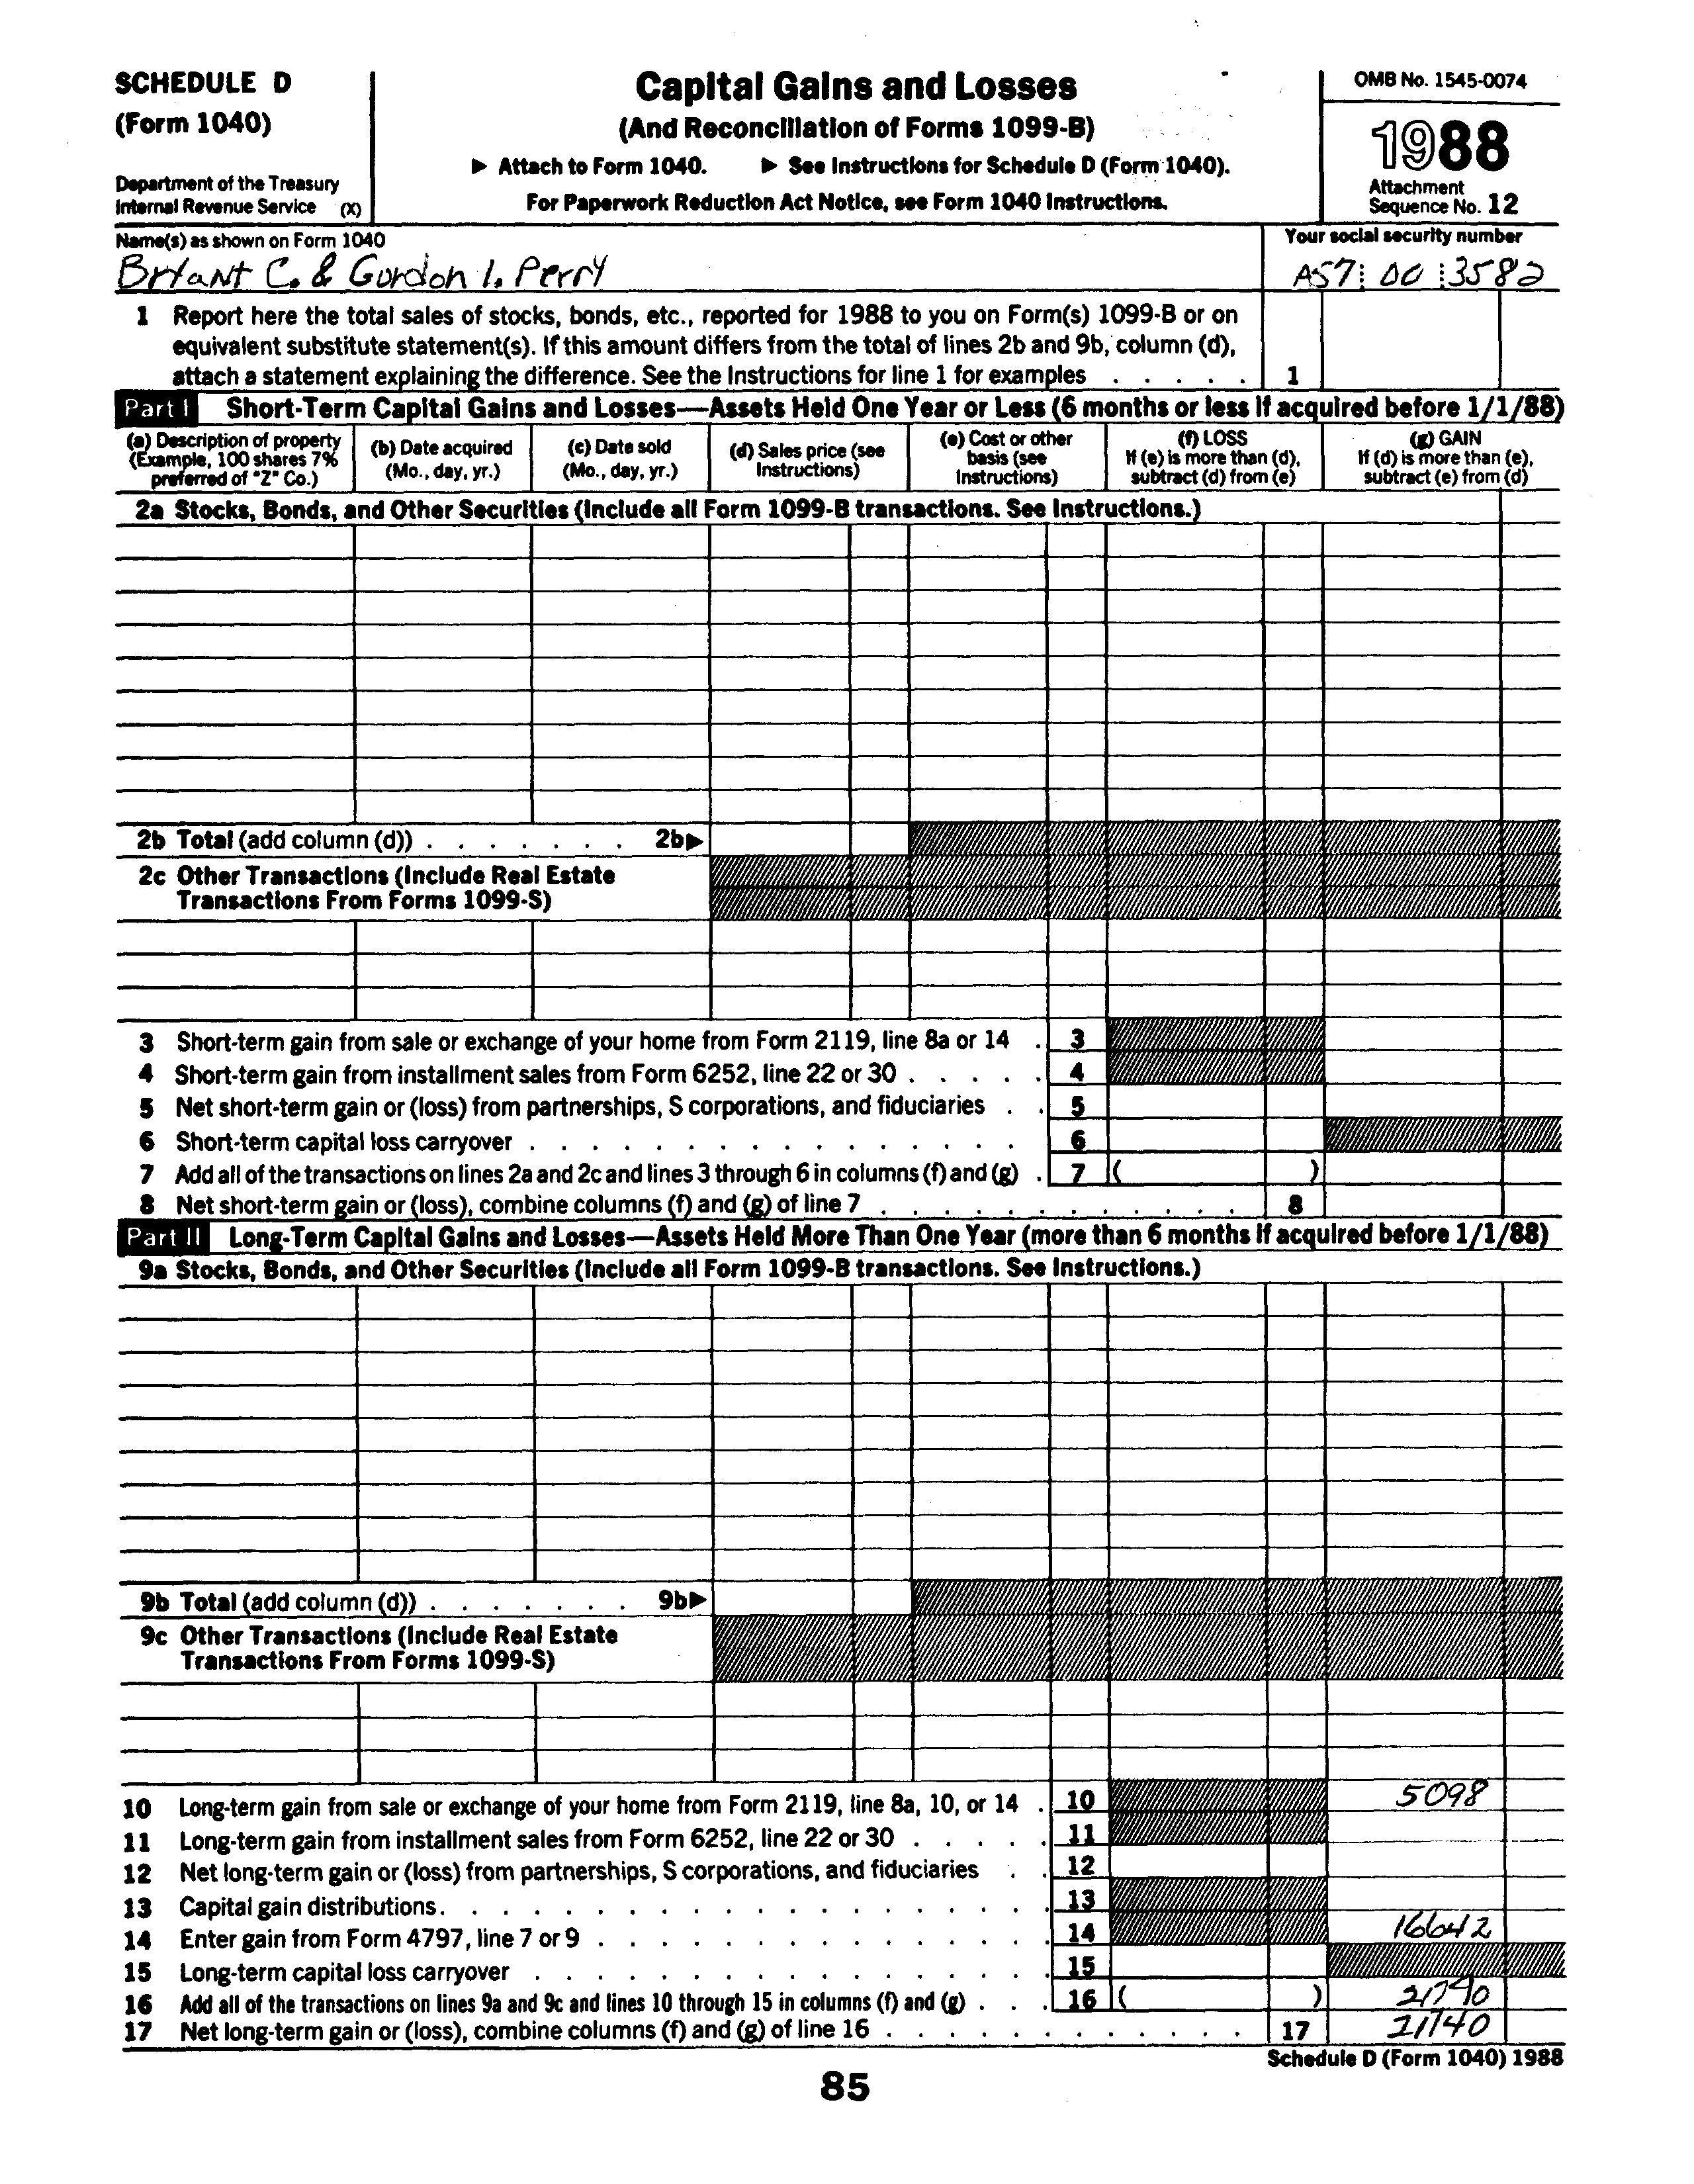 SCHEDULE D
(Form 1040)
Department of the Treasury
Internal Revenue Service (X)
Capital Gains and Losses
(And Reconciliation of Forms 1099-B)
▶ Attach to Form 1040. ▶ See Instructions for Schedule D (Form 1040).
For Paperwork Reduction Act Notice, see Form 1040 Instructions.
OMB No. 1545-0074
1988
Attachment
Sequence No. 12
Name(s) as shown on Form 1040
Bryant C. & Gordon I. Perry
Your social security number
A57 00 3582
1 Report here the total sales of stocks, bonds, etc., reported for 1988 to you on Form(s) 1099-B or on
equivalent substitute statement(s). If this amount differs from the total of lines 2b and 9b, column (d),
attach a statement explaining the difference. See the Instructions for line 1 for examples . . . . . 1
Part I Short-Term Capital Gains and Losses—Assets Held One Year or Less (6 months or less if acquired before 1/1/88)
(a) Description of property
(Example, 100 shares 7%
preferred of "Z" Co.)
(b) Date acquired
(Mo., day, yr.)
(c) Date sold
(Mo., day, yr.)
(d) Sales price (see
Instructions)
(e) Cost or other
basis (see
Instructions)
(f) LOSS
If (e) is more than (d),
subtract (d) from (e)
(g) GAIN
If (d) is more than (e),
subtract (e) from (d)
2a Stocks, Bonds, and Other Securities (Include all Form 1099-B transactions. See Instructions.)
2b Total (add column (d)) . . . . . . . 2b▶
2c Other Transactions (Include Real Estate
Transactions From Forms 1099-S)
3 Short-term gain from sale or exchange of your home from Form 2119, line 8a or 14 . 3
4 Short-term gain from installment sales from Form 6252, line 22 or 30 . . . . . 4
5 Net short-term gain or (loss) from partnerships, S corporations, and fiduciaries . . 5
6 Short-term capital loss carryover . . . . . . . . . . . . . . . . 6
7 Add all of the transactions on lines 2a and 2c and lines 3 through 6 in columns (f) and (g) . 7 ( )
8 Net short-term gain or (loss), combine columns (f) and (g) of line 7 . . . . . . . . . . . . 8
Part II Long-Term Capital Gains and Losses—Assets Held More Than One Year (more than 6 months if acquired before 1/1/88)
9a Stocks, Bonds, and Other Securities (Include all Form 1099-B transactions. See Instructions.)
9b Total (add column (d)) . . . . . . . 9b▶
9c Other Transactions (Include Real Estate
Transactions From Forms 1099-S)
10 Long-term gain from sale or exchange of your home from Form 2119, line 8a, 10, or 14 . 10 5098
11 Long-term gain from installment sales from Form 6252, line 22 or 30 . . . . . 11
12 Net long-term gain or (loss) from partnerships, S corporations, and fiduciaries . . 12
13 Capital gain distributions. . . . . . . . . . . . . . . . . . . 13
14 Enter gain from Form 4797, line 7 or 9 . . . . . . . . . . . . . . 14 16642
15 Long-term capital loss carryover . . . . . . . . . . . . . . . . 15
16 Add all of the transactions on lines 9a and 9c and lines 10 through 15 in columns (f) and (g) . . . 16 ( ) 21740
17 Net long-term gain or (loss), combine columns (f) and (g) of line 16 . . . . . . . . . . . . 17 21740
Schedule D (Form 1040) 1988
85